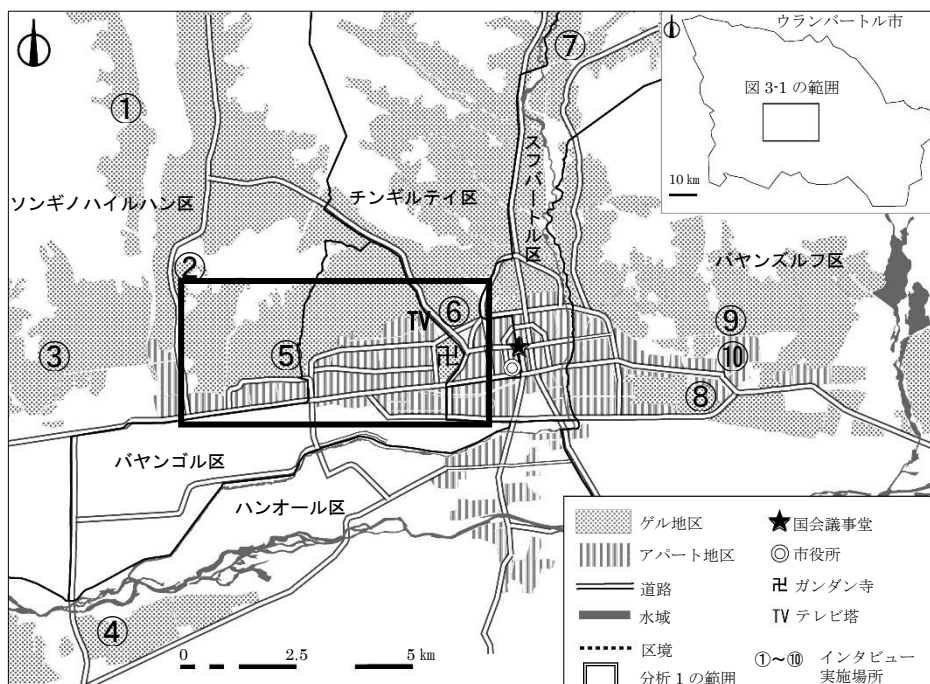 ウランバートル市
図 3-1 の範囲
10 km
⑦
①
スフバートル区
ソンギノハイルハン区
チンギルテイ区
バヤンズルフ区
②
⑥
TV
⑨
③
⑤
卍
⑩
⑧
バヤンゴル区
ハンオール区
④
0 2.5 5 km
ゲル地区
国会議事堂
アパート地区
市役所
道路
卍 ガンダン寺
水域
TV テレビ塔
区境
①～⑩ インタビュー
実施場所
分析 1 の範囲